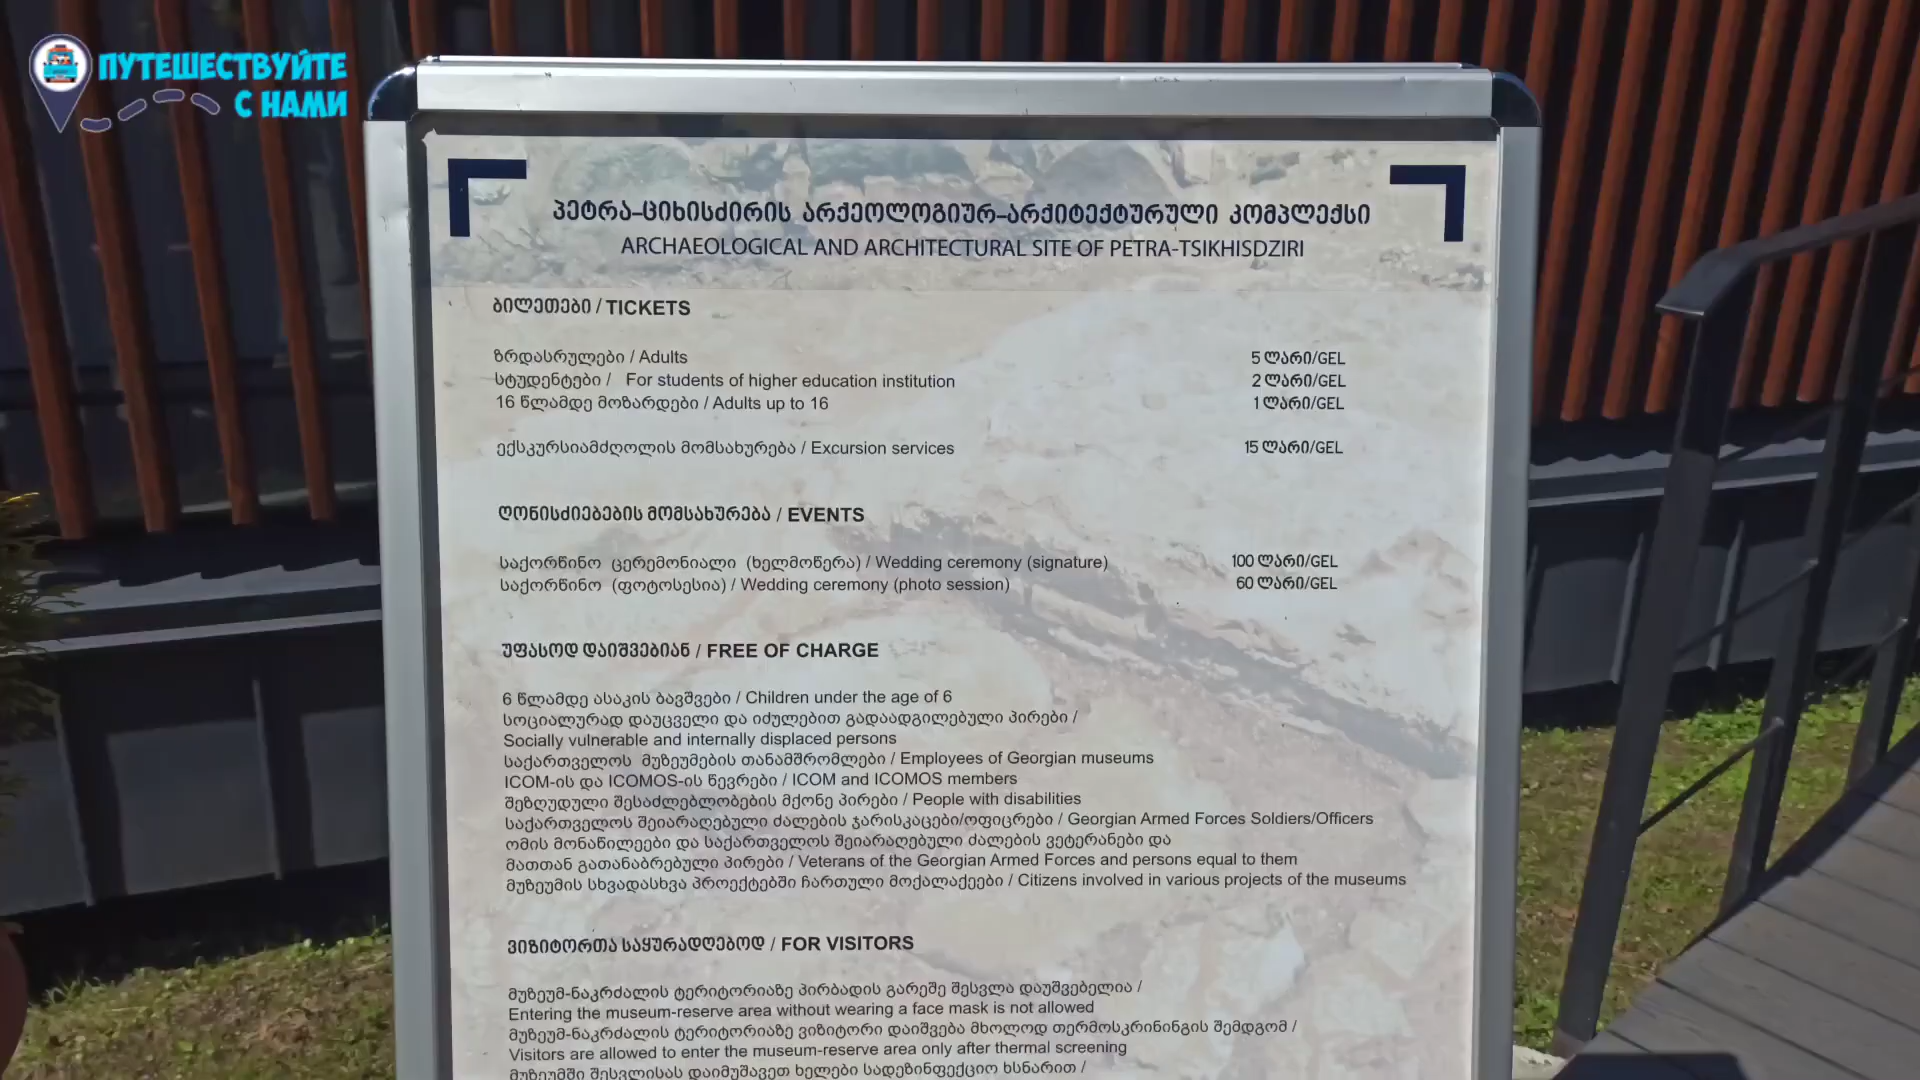 ПУТЕШЕСТВУЙТЕ
С НАМИ
ᲞᲔᲢᲠᲐ-ᲪᲘᲮᲘᲡᲫᲘᲠᲘᲡ ᲐᲠᲥᲔᲝᲚᲝᲒᲘᲣᲠ-ᲐᲠᲥᲘᲢᲔᲥᲢᲣᲠᲣᲚᲘ ᲙᲝᲛᲞᲚᲔᲥᲡᲘ
ARCHAEOLOGICAL AND ARCHITECTURAL SITE OF PETRA-TSIKHISDZIRI
ᲑᲘᲚᲔᲗᲔᲑᲘ / TICKETS
ზრდასრულები / Adults 5 ᲚᲐᲠᲘ/GEL
სტუდენტები / For students of higher education institution 2 ᲚᲐᲠᲘ/GEL
16 წლამდე მოზარდები / Adults up to 16 1 ᲚᲐᲠᲘ/GEL
ექსკურსიამძღოლის მომსახურება / Excursion services 15 ᲚᲐᲠᲘ/GEL
ᲦᲝᲜᲘᲡᲫᲘᲔᲑᲔᲑᲘᲡ ᲛᲝᲛᲡᲐᲮᲣᲠᲔᲑᲐ / EVENTS
საქორწინო ცერემონიალი (ხელმოწერა) / Wedding ceremony (signature) 100 ᲚᲐᲠᲘ/GEL
საქორწინო (ფოტოსესია) / Wedding ceremony (photo session) 60 ᲚᲐᲠᲘ/GEL
ᲣᲤᲐᲡᲝᲓ ᲓᲐᲘᲨᲕᲔᲑᲘᲐᲜ / FREE OF CHARGE
6 წლამდე ასაკის ბავშვები / Children under the age of 6
სოციალურად დაუცველი და იძულებით გადაადგილებული პირები /
Socially vulnerable and internally displaced persons
საქართველოს მუზეუმების თანამშრომლები / Employees of Georgian museums
ICOM-ის და ICOMOS-ის წევრები / ICOM and ICOMOS members
შეზღუდული შესაძლებლობების მქონე პირები / People with disabilities
საქართველოს შეიარაღებული ძალების ჯარისკაცები/ოფიცრები / Georgian Armed Forces Soldiers/Officers
ომის მონაწილეები და საქართველოს შეიარაღებული ძალების ვეტერანები და
მათთან გათანაბრებული პირები / Veterans of the Georgian Armed Forces and persons equal to them
მუზეუმის სხვადასხვა პროექტებში ჩართული მოქალაქეები / Citizens involved in various projects of the museums
ᲕᲘᲖᲘᲢᲝᲠᲗᲐ ᲡᲐᲧᲣᲠᲐᲓᲦᲔᲑᲝᲓ / FOR VISITORS
მუზეუმ-ნაკრძალის ტერიტორიაზე პირბადის გარეშე შესვლა დაუშვებელია /
Entering the museum-reserve area without wearing a face mask is not allowed
მუზეუმ-ნაკრძალის ტერიტორიაზე ვიზიტორი დაიშვება მხოლოდ თერმოსკრინინგის შემდგომ /
Visitors are allowed to enter the museum-reserve area only after thermal screening
მუზეუმში შესვლისას დაიმუშავეთ ხელები სადეზინფექციო ხსნარით /